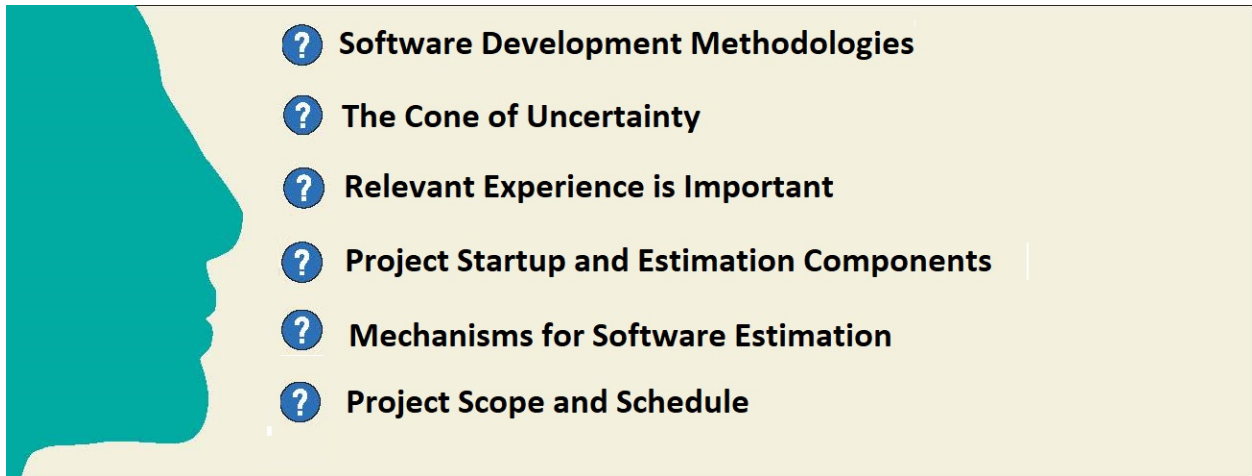 ? Software Development Methodologies
? The Cone of Uncertainty
? Relevant Experience is Important
? Project Startup and Estimation Components
? Mechanisms for Software Estimation
? Project Scope and Schedule